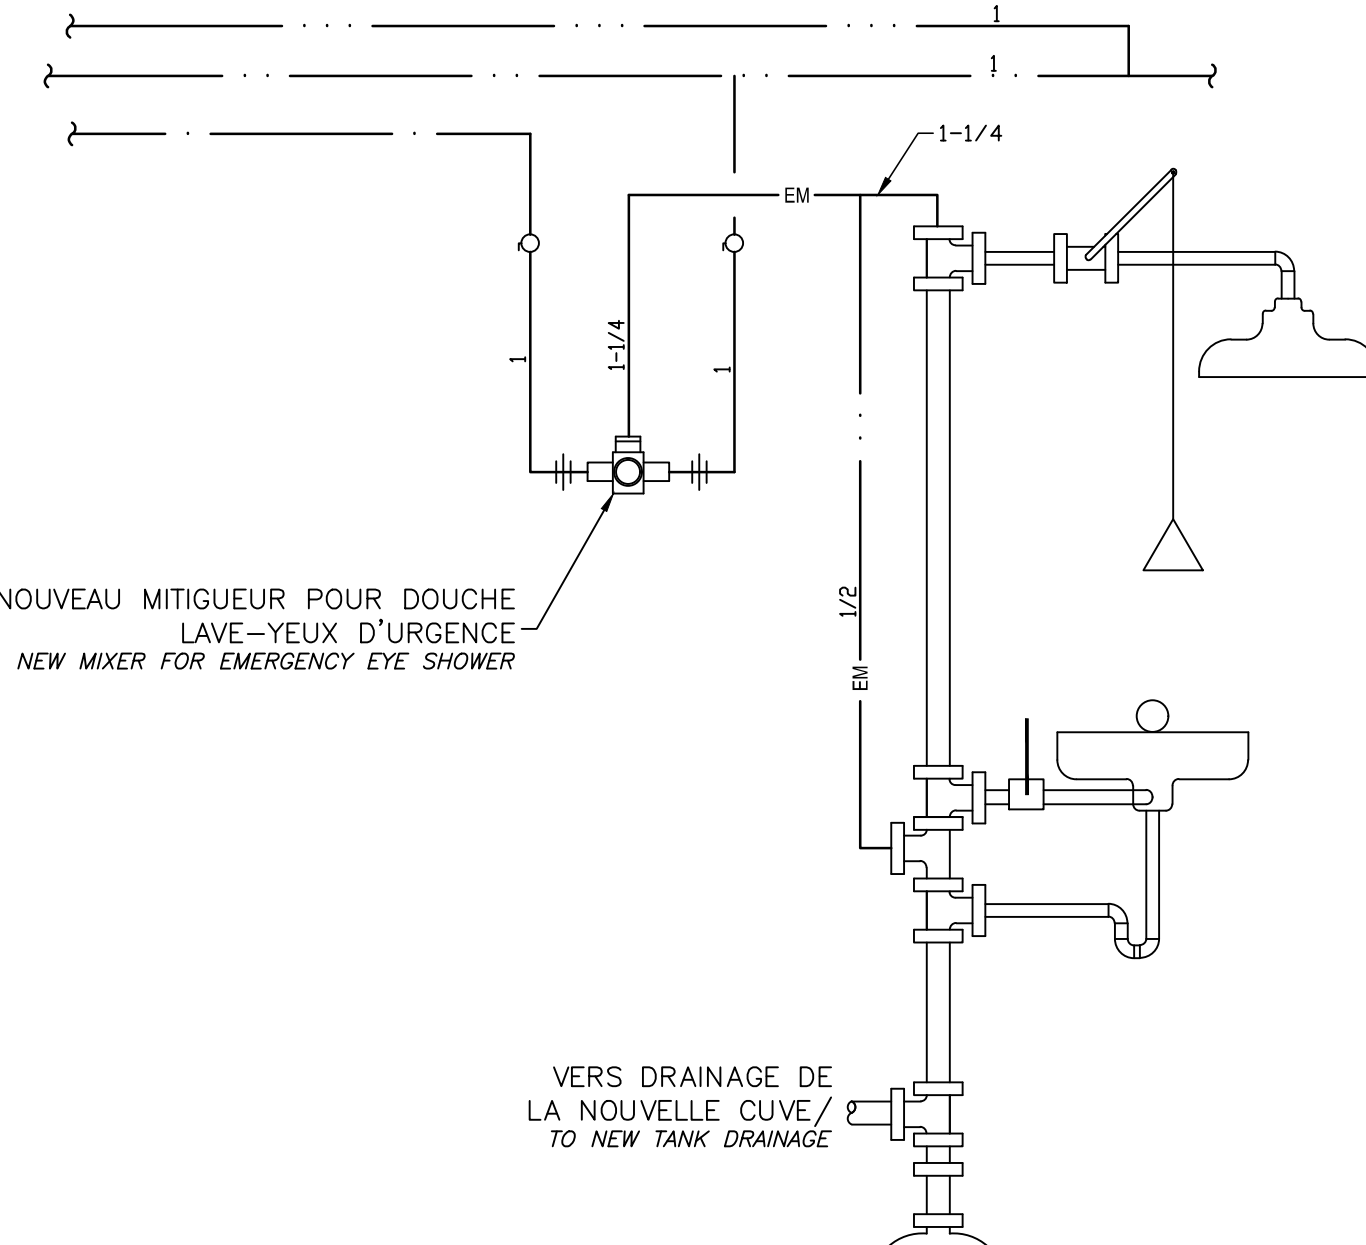 1
1
1-1/4
EM
1
1-1/4
1
NOUVEAU MITIGUEUR POUR DOUCHE
LAVE-YEUX D'URGENCE
NEW MIXER FOR EMERGENCY EYE SHOWER
1/2
EM
VERS DRAINAGE DE
LA NOUVELLE CUVE/
TO NEW TANK DRAINAGE